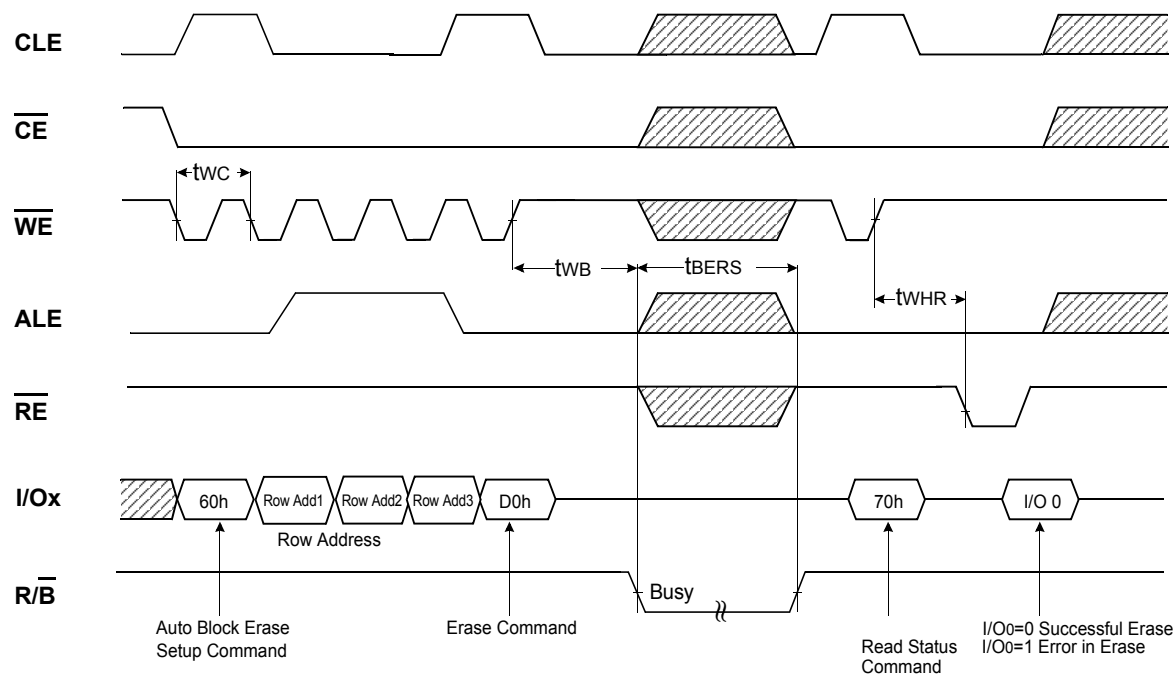 CLE
CE
tWC
WE
tWB
tBERS
tWHR
ALE
RE
I/Ox
60h
Row Add1
Row Add2
Row Add3
D0h
70h
I/O 0
Row Address
R/B
Busy
Auto Block Erase
Setup Command
Erase Command
Read Status
Command
I/O0=0 Successful Erase
I/O0=1 Error in Erase